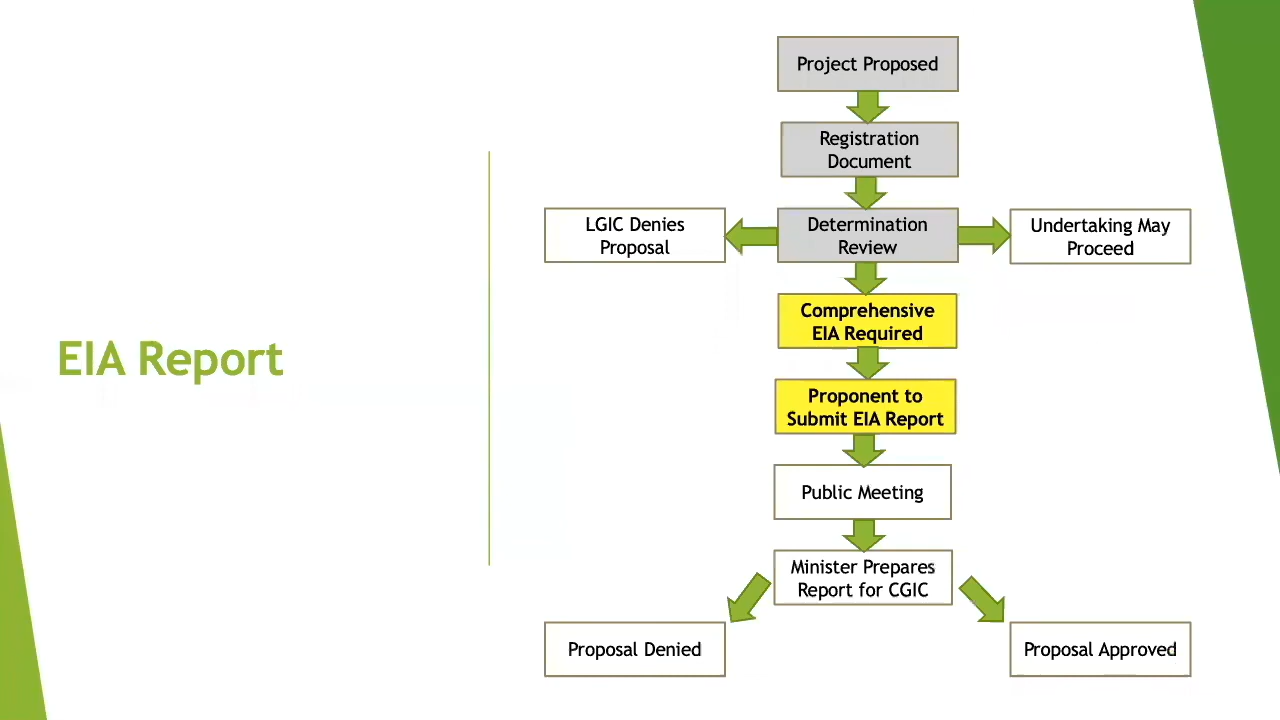 EIA Report
Project Proposed
Registration
Document
LGIC Denies
Proposal
Determination
Review
Undertaking May
Proceed
Comprehensive
EIA Required
Proponent to
Submit EIA Report
Public Meeting
Minister Prepares
Report for CGIC
Proposal Denied
Proposal Approved